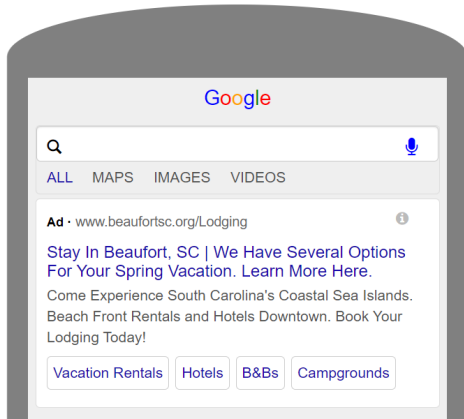 Google
ALL MAPS IMAGES VIDEOS
Ad · www.beaufortsc.org/Lodging
Stay In Beaufort, SC | We Have Several Options
For Your Spring Vacation. Learn More Here.
Come Experience South Carolina's Coastal Sea Islands.
Beach Front Rentals and Hotels Downtown. Book Your
Lodging Today!
Vacation Rentals Hotels B&Bs Campgrounds